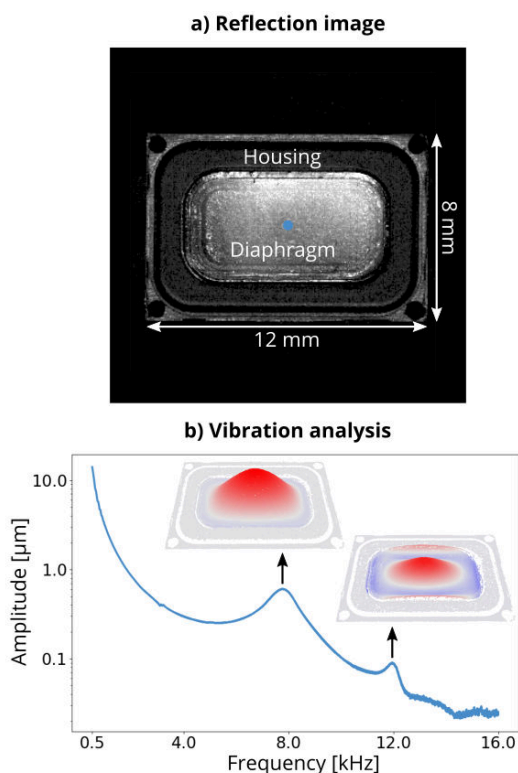 a) Reflection image
Housing
Diaphragm
8 mm
12 mm
b) Vibration analysis
Amplitude [µm]
10.0
1.0
0.1
0.5
4.0
8.0
12.0
16.0
Frequency [kHz]